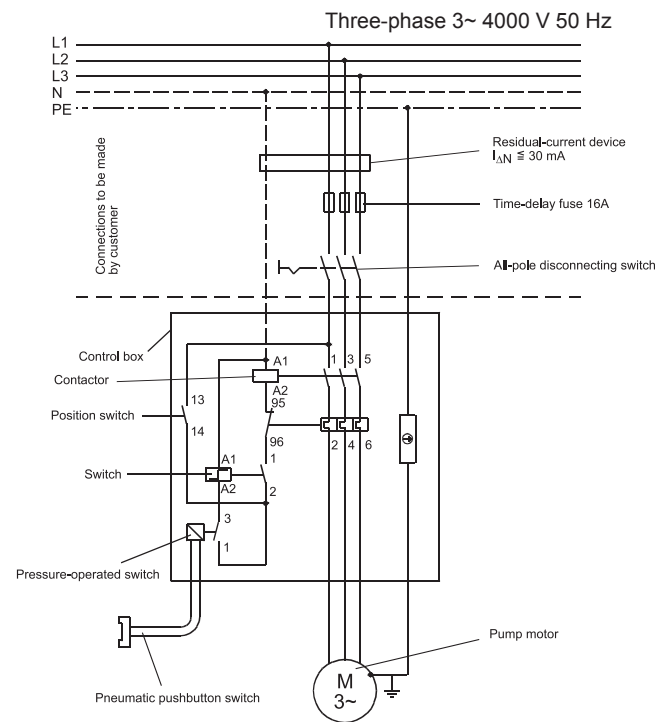 Three-phase 3~ 4000 V 50 Hz
L1
L2
L3
N
PE
Connections to be made
by customer
Residual-current device
IΔN ≦ 30 mA
Time-delay fuse 16A
All-pole disconnecting switch
Control box
A1
1 3 5
Contactor
A2
13
95
Position switch
14
96
2 4 6
A1
1
Switch
A2
2
3
1
Pressure-operated switch
Pump motor
M
3~
Pneumatic pushbutton switch